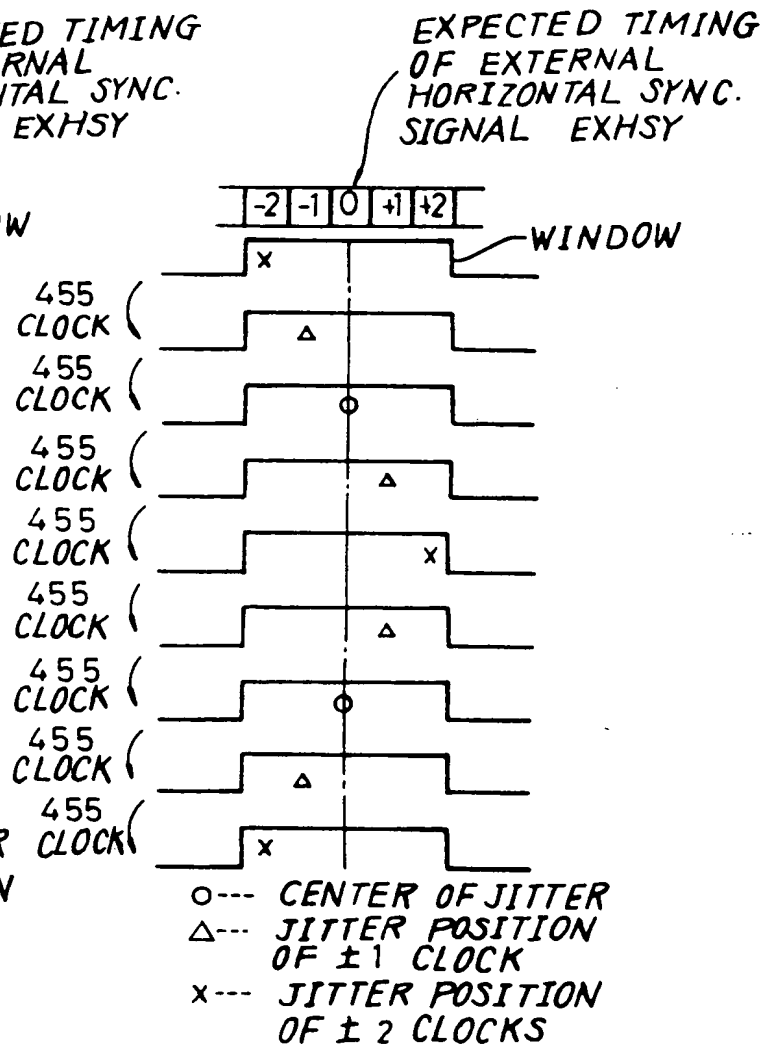 ED TIMING
RNAL
NTAL SYNC.
EXHSY
EXPECTED TIMING
OF EXTERNAL
HORIZONTAL SYNC.
SIGNAL EXHSY
-2 -1 0 +1 +2
W
WINDOW
455
CLOCK
455
CLOCK
455
CLOCK
455
CLOCK
455
CLOCK
455
CLOCK
455
CLOCK
455
CLOCK
R
N
O--- CENTER OF JITTER
△--- JITTER POSITION
OF ±1 CLOCK
x--- JITTER POSITION
OF ±2 CLOCKS